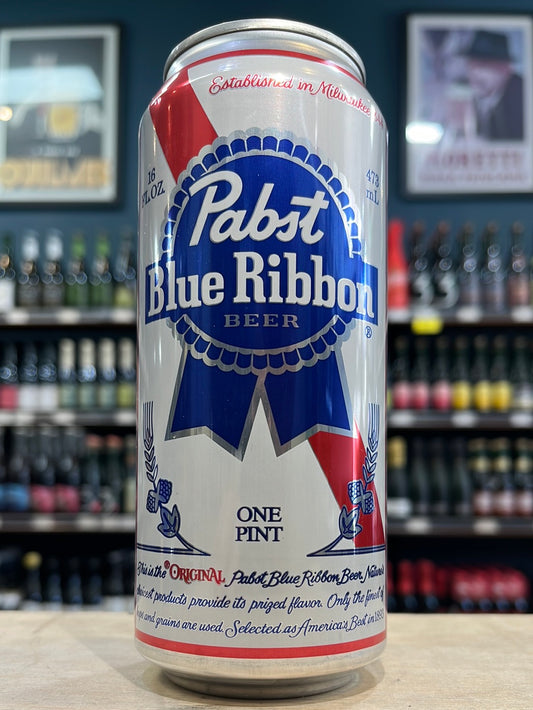 Established in Milwaukee
16
FL.OZ.
473
mL
Pabst
Blue Ribbon
BEER
®
ONE
PINT
This is the ORIGINAL Pabst Blue Ribbon Beer. Nature's
choicest products provide its prized flavor. Only the finest of
hops and grains are used. Selected as America's Best in 1893
MORETTI